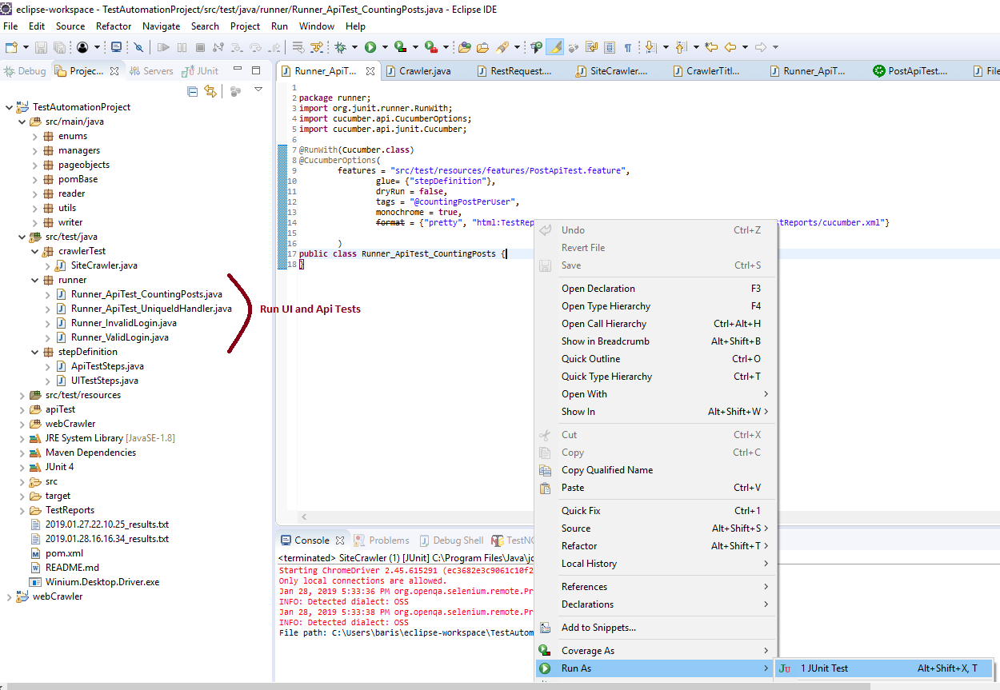 eclipse-workspace - TestAutomationProject/src/test/java/runner/Runner_ApiTest_CountingPosts.java - Eclipse IDE
File Edit Source Refactor Navigate Search Project Run Window Help
Debug Projec... Servers JUnit
TestAutomationProject
src/main/java
enums
managers
pageobjects
pomBase
reader
utils
writer
src/test/java
crawlerTest
SiteCrawler.java
runner
Runner_ApiTest_CountingPosts.java
Runner_ApiTest_UniqueIdHandler.java
Runner_InvalidLogin.java
Runner_ValidLogin.java
stepDefinition
ApiTestSteps.java
UITestSteps.java
src/test/resources
apiTest
webCrawler
JRE System Library [JavaSE-1.8]
Maven Dependencies
JUnit 4
src
target
TestReports
2019.01.27.22.10.25_results.txt
2019.01.28.16.16.34_results.txt
pom.xml
README.md
Winium.Desktop.Driver.exe
webCrawler
Run UI and Api Tests
Runner_ApiT... Crawler.java RestRequest.... SiteCrawler.... CrawlerTitl... Runner_ApiT... PostApiTest.... File
1
2 package runner;
3 import org.junit.runner.RunWith;
4 import cucumber.api.CucumberOptions;
5 import cucumber.api.junit.Cucumber;
6
7 @RunWith(Cucumber.class)
8 @CucumberOptions(
9 features = "src/test/resources/features/PostApiTest.feature",
10 glue= {"stepDefinition"},
11 dryRun = false,
12 tags = "@countingPostPerUser",
13 monochrome = true,
14 format = {"pretty", "html:TestRep stReports/cucumber.xml"}
15
16 )
17 public class Runner_ApiTest_CountingPosts {
18 }
Undo Ctrl+Z
Revert File
Save Ctrl+S
Open Declaration F3
Open Type Hierarchy F4
Open Call Hierarchy Ctrl+Alt+H
Show in Breadcrumb Alt+Shift+B
Quick Outline Ctrl+O
Quick Type Hierarchy Ctrl+T
Open With
Show In Alt+Shift+W
Cut Ctrl+X
Copy Ctrl+C
Copy Qualified Name
Paste Ctrl+V
Quick Fix Ctrl+1
Source Alt+Shift+S
Refactor Alt+Shift+T
Local History
References
Declarations
Add to Snippets...
Coverage As
Run As
1 JUnit Test Alt+Shift+X, T
Console Problems Debug Shell TestNG
<terminated> SiteCrawler (1) [JUnit] C:\Program Files\Java\
Starting ChromeDriver 2.45.615291 (ec3682e3c9061c10f2
Only local connections are allowed.
Jan 28, 2019 5:33:36 PM org.openqa.selenium.remote.Pr
INFO: Detected dialect: OSS
Jan 28, 2019 5:33:38 PM org.openqa.selenium.remote.Pr
INFO: Detected dialect: OSS
File path: C:\Users\baris\eclipse-workspace\TestAutom